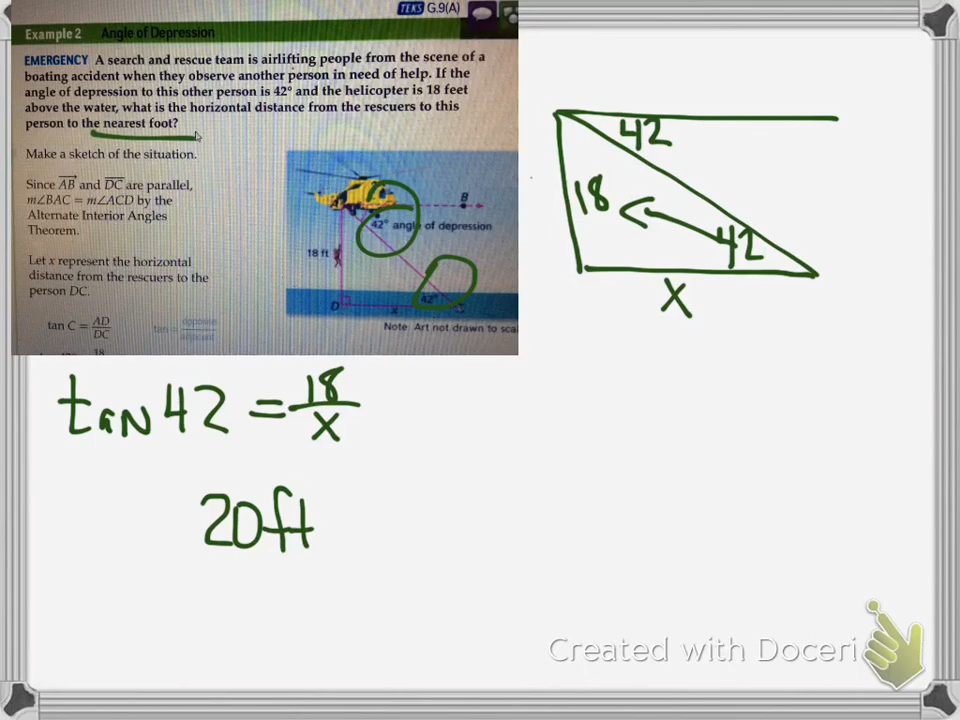 TEKS G.9(A)
Example 2 Angle of Depression
EMERGENCY A search and rescue team is airlifting people from the scene of a
boating accident when they observe another person in need of help. If the
angle of depression to this other person is 42° and the helicopter is 18 feet
above the water, what is the horizontal distance from the rescuers to this
person to the nearest foot?
Make a sketch of the situation.
Since AB and DC are parallel,
m∠BAC = m∠ACD by the
Alternate Interior Angles
Theorem.
Let x represent the horizontal
distance from the rescuers to the
person DC.
tan C = AD
DC
tan = opposite
adjacent
18
B
42° angle of depression
18 ft
D
42°
x
Note: Art not drawn to sca
42
18
42
X
tan 42 = 18
X
20ft
Created with Doceri